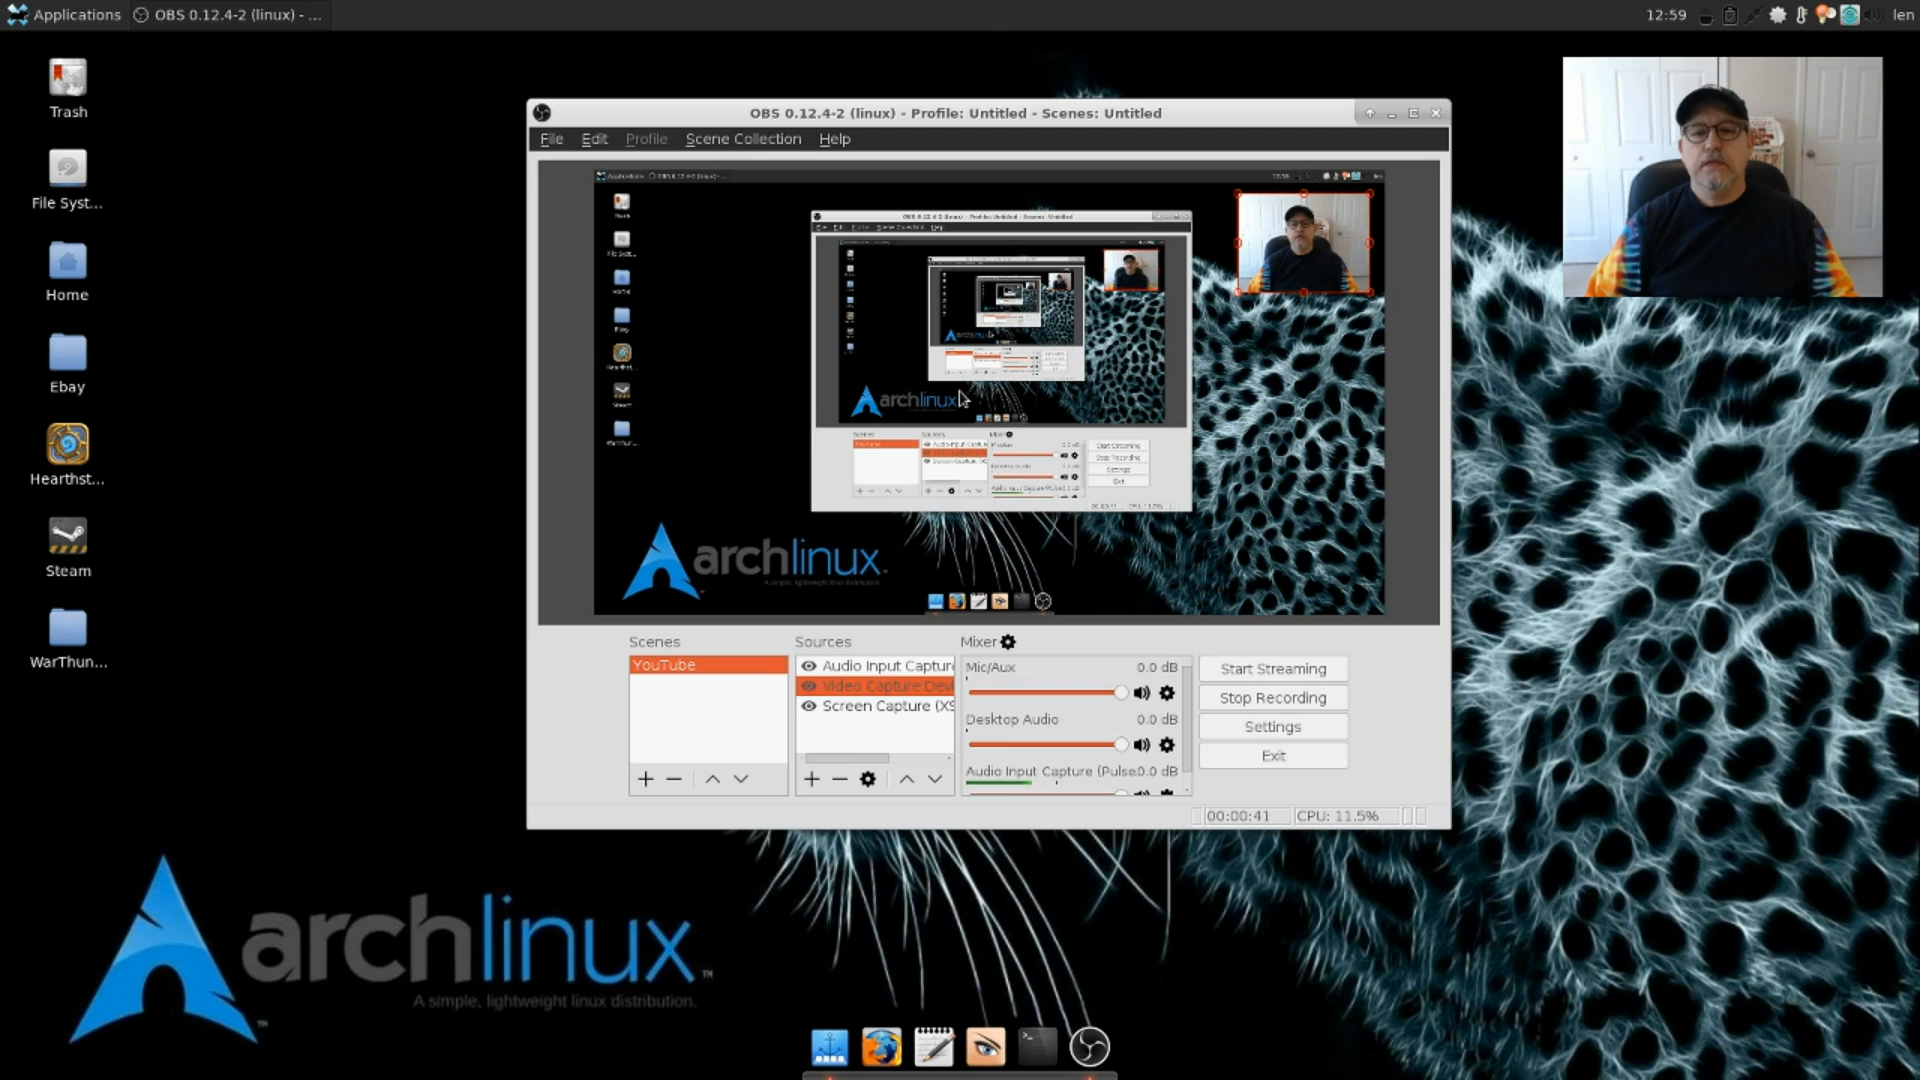 Applications
OBS 0.12.4-2 (linux) - ...
12:59
len
Trash
File Syst...
Home
Ebay
Hearthst...
Steam
WarThun...
OBS 0.12.4-2 (linux) - Profile: Untitled - Scenes: Untitled
File Edit Profile Scene Collection Help
archlinux
Scenes
YouTube
Sources
Audio Input Capture
Video Capture Devi
Screen Capture (XS
Mixer
Mic/Aux 0.0 dB
Desktop Audio 0.0 dB
Audio Input Capture (Pulse 0.0 dB
Start Streaming
Stop Recording
Settings
Exit
00:00:41
CPU: 11.5%
archlinux™
A simple, lightweight linux distribution.